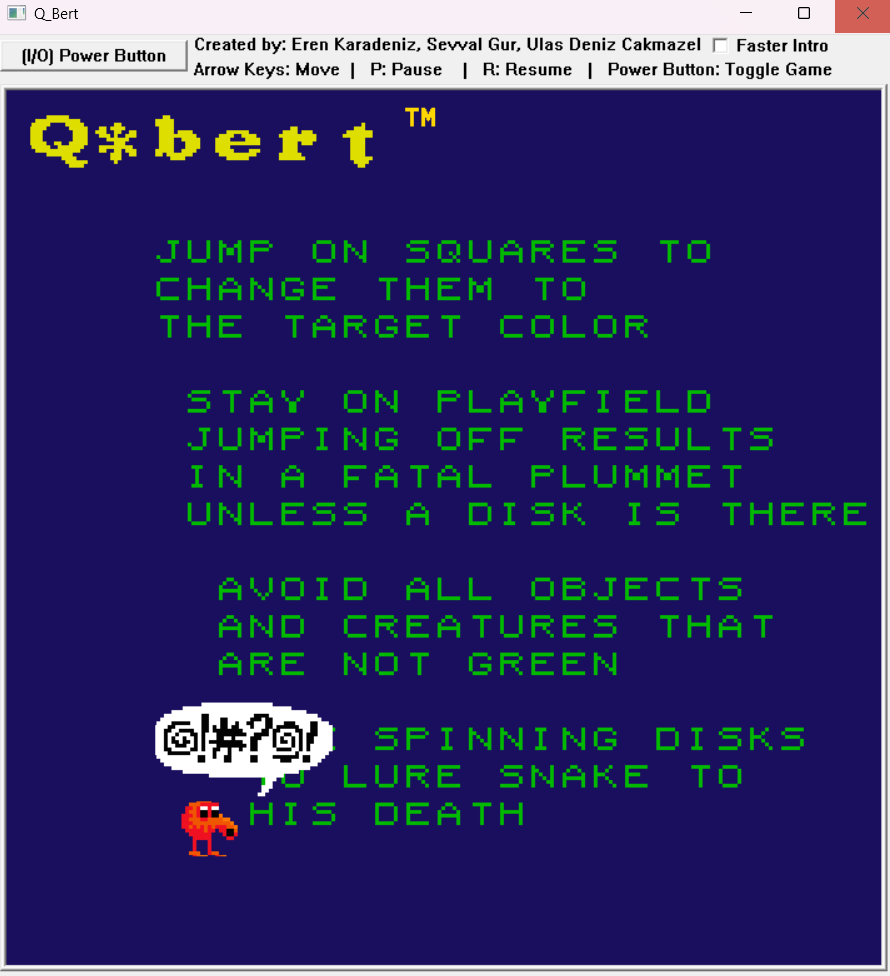 Q_Bert
(I/O) Power Button
Created by: Eren Karadeniz, Sevval Gur, Ulas Deniz Cakmazel
Faster Intro
Arrow Keys: Move | P: Pause | R: Resume | Power Button: Toggle Game
Q*bert TM
JUMP ON SQUARES TO
CHANGE THEM TO
THE TARGET COLOR
STAY ON PLAYFIELD
JUMPING OFF RESULTS
IN A FATAL PLUMMET
UNLESS A DISK IS THERE
AVOID ALL OBJECTS
AND CREATURES THAT
ARE NOT GREEN
@!#?@!
SPINNING DISKS
LURE SNAKE TO
HIS DEATH